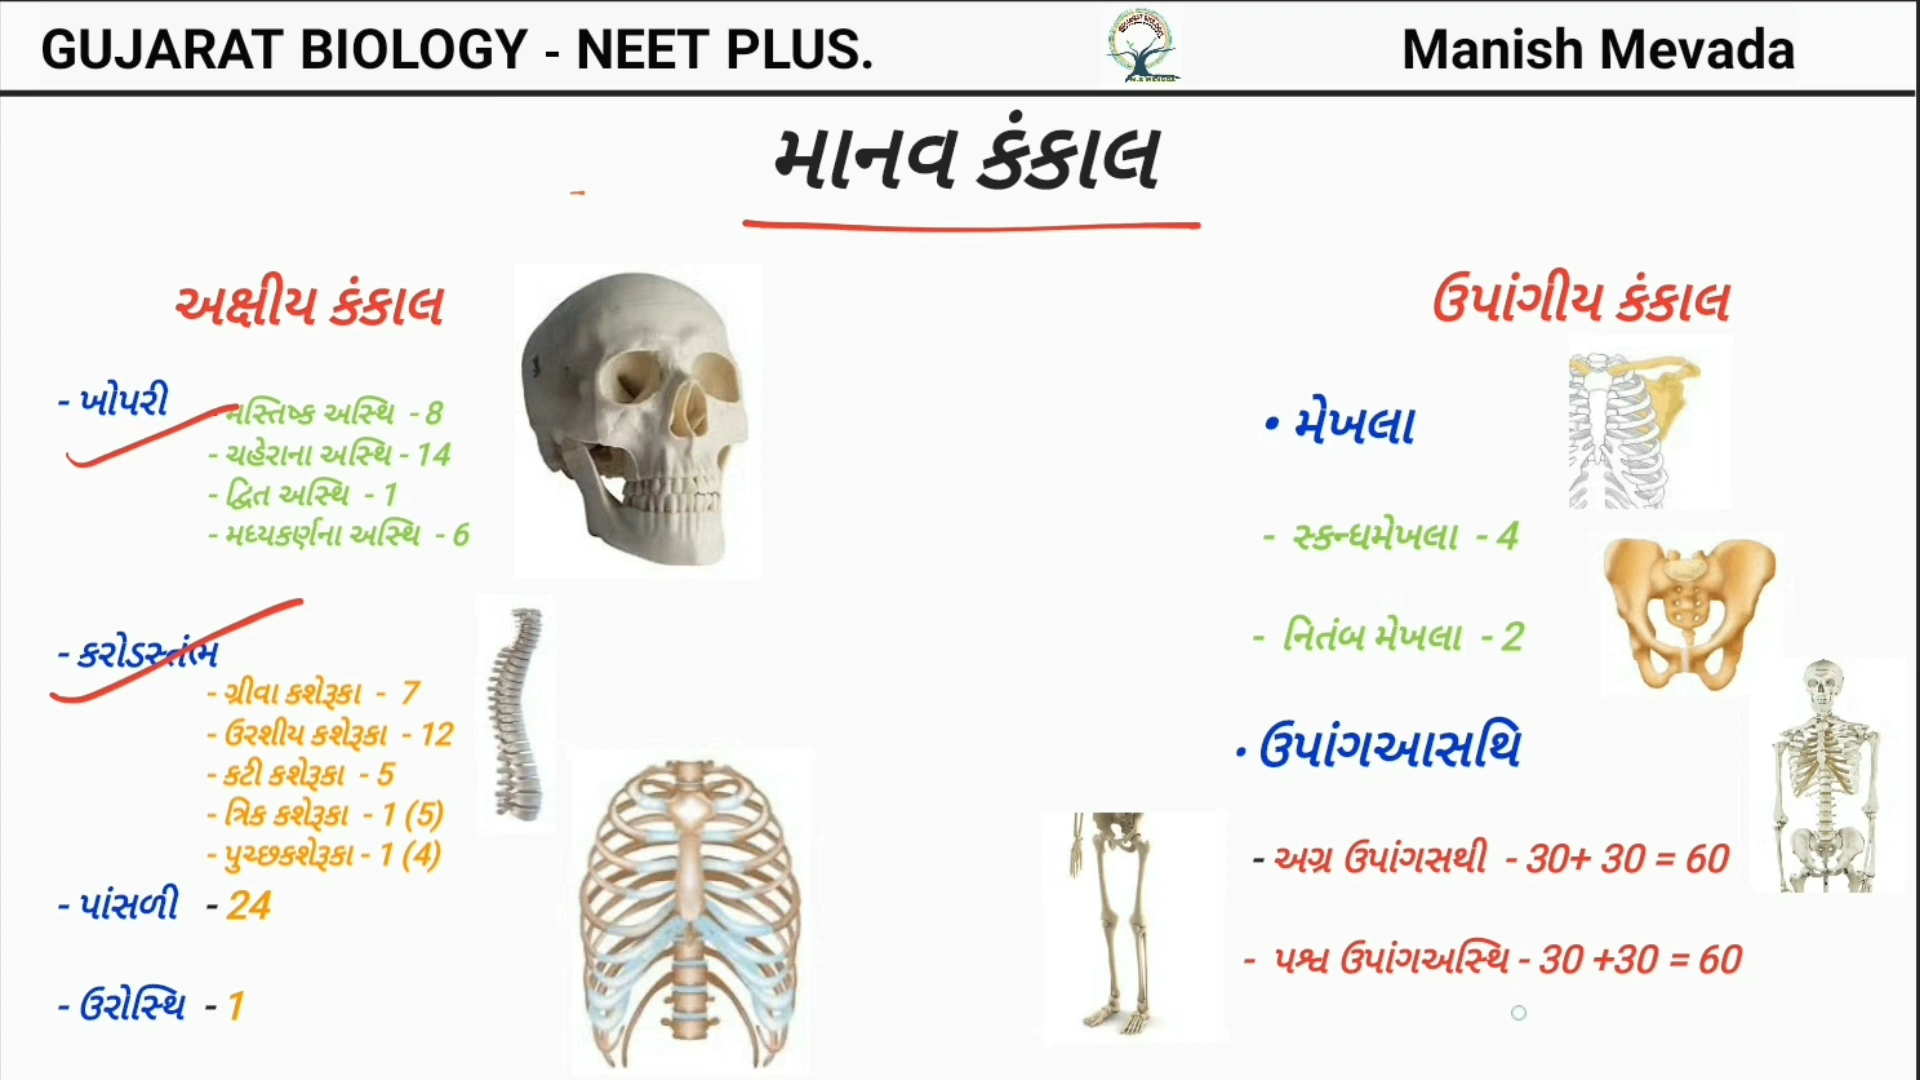 GUJARAT BIOLOGY - NEET PLUS.
Manish Mevada
માનવ કંકાલ
અક્ષીય કંકાલ
- ખોપરી
- મસ્તિષ્ક અસ્થિ - 8
- ચહેરાના અસ્થિ - 14
- દ્વિત અસ્થિ - 1
- મધ્યકર્ણના અસ્થિ - 6
- કરોડસ્તંભ
- ગ્રીવા કશેરૂકા - 7
- ઉરશીય કશેરૂકા - 12
- કટી કશેરૂકા - 5
- ત્રિક કશેરૂકા - 1 (5)
- પુચ્છકશેરૂકા - 1 (4)
- પાંસળી - 24
- ઉરોસ્થિ - 1
ઉપાંગીય કંકાલ
• મેખલા
- સ્કન્ધમેખલા - 4
- નિતંબ મેખલા - 2
• ઉપાંગઆસથિ
- અગ્ર ઉપાંગસથી - 30+ 30 = 60
- પશ્વ ઉપાંગઅસ્થિ - 30 +30 = 60